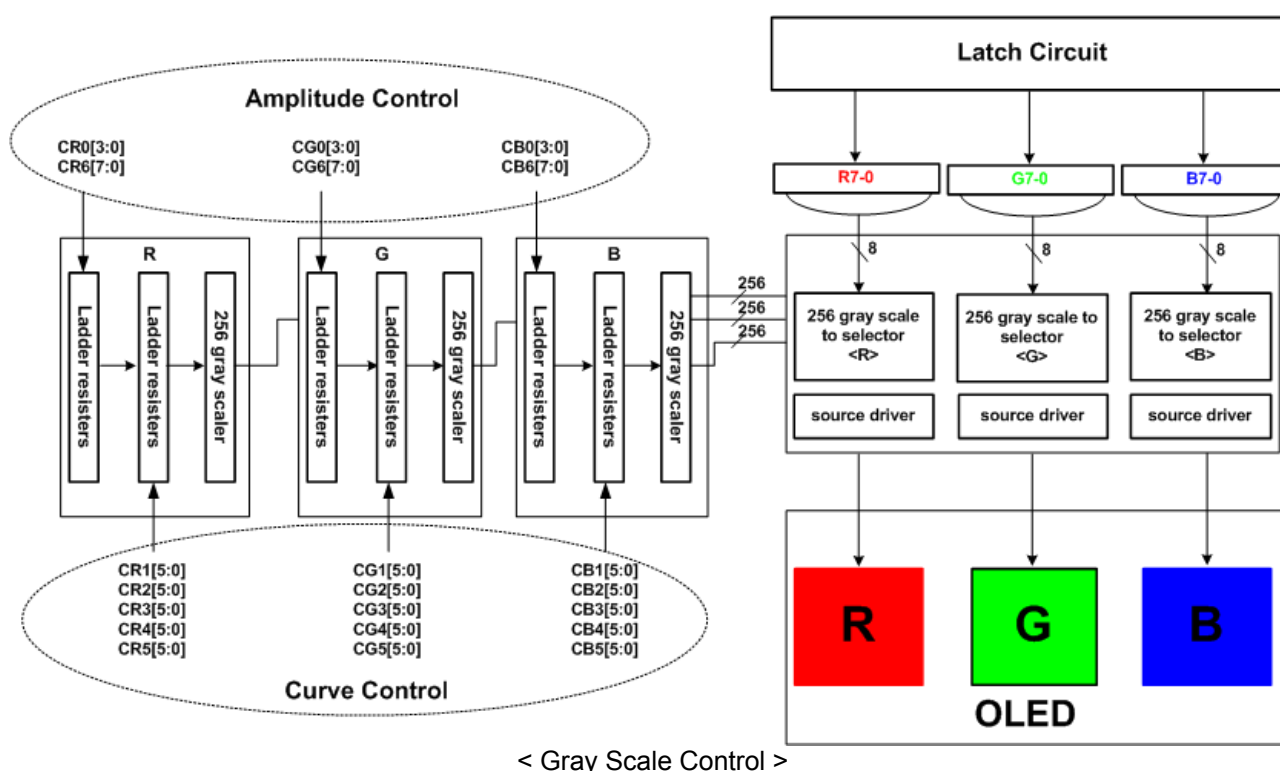 Latch Circuit
Amplitude Control
CR0[3:0]
CR6[7:0]
CG0[3:0]
CG6[7:0]
CB0[3:0]
CB6[7:0]
R7-0
G7-0
B7-0
R
Ladder resisters
Ladder resisters
256 gray scaler
G
Ladder resisters
Ladder resisters
256 gray scaler
B
Ladder resisters
Ladder resisters
256 gray scaler
256
256
256
8
8
8
256 gray scale
to selector
<R>
256 gray scale to
selector
<G>
256 gray scale
to selector
<B>
source driver
source driver
source driver
CR1[5:0]
CR2[5:0]
CR3[5:0]
CR4[5:0]
CR5[5:0]
CG1[5:0]
CG2[5:0]
CG3[5:0]
CG4[5:0]
CG5[5:0]
CB1[5:0]
CB2[5:0]
CB3[5:0]
CB4[5:0]
CB5[5:0]
Curve Control
R
G
B
OLED
< Gray Scale Control >